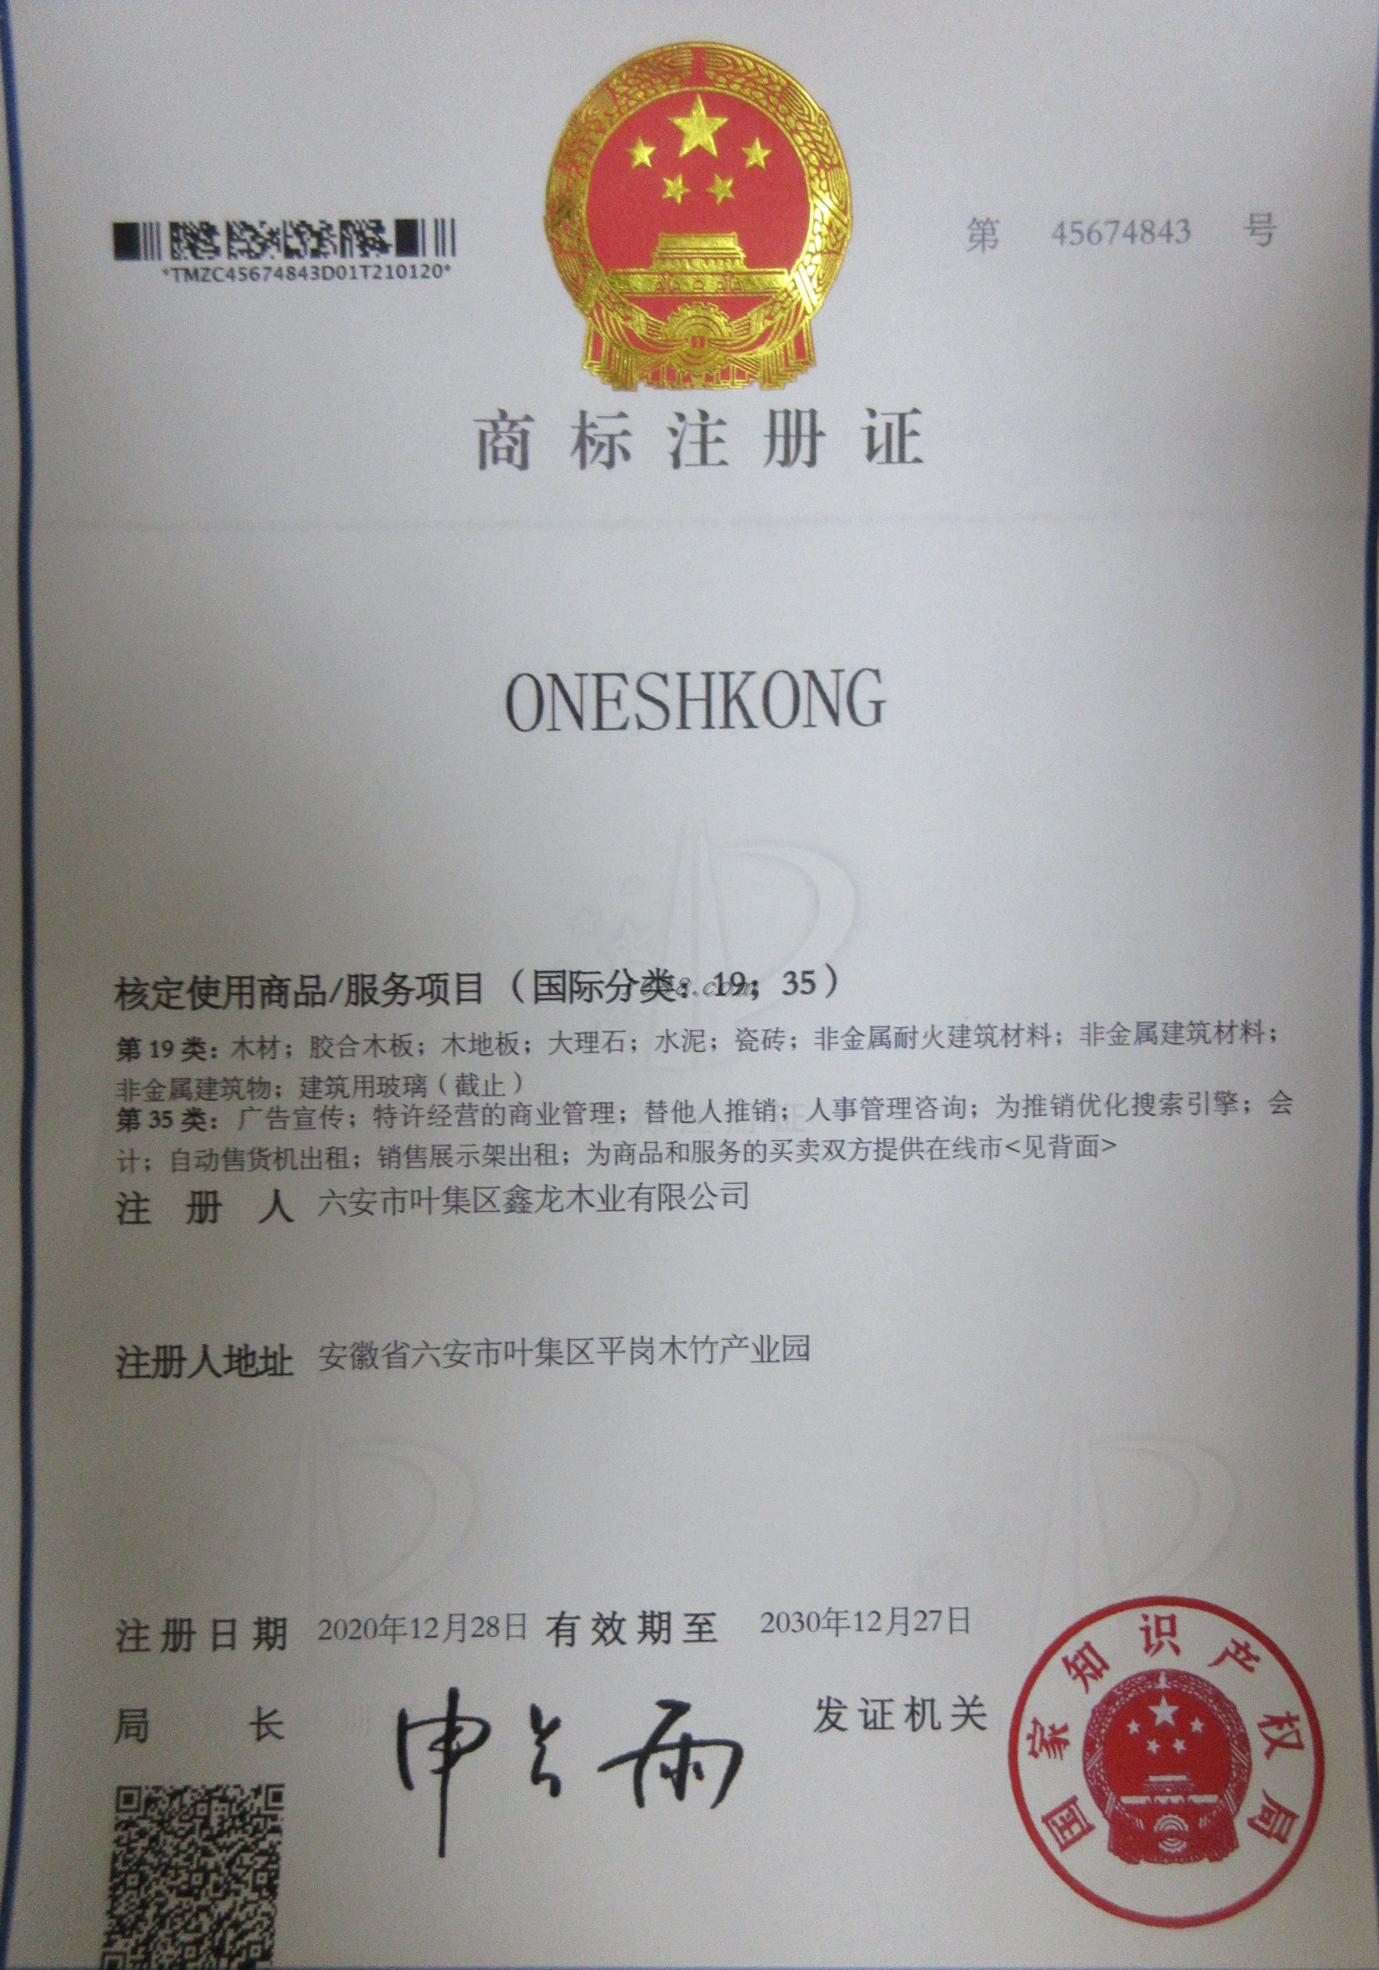 第 45674843 号
*TMZC45674843D01T210120*
商标注册证
ONESHKONG
核定使用商品/服务项目（国际分类：19；35）
第 19 类：木材；胶合木板；木地板；大理石；水泥；瓷砖；非金属耐火建筑材料；非金属建筑材料；
非金属建筑物；建筑用玻璃（截止）
第 35 类：广告宣传；特许经营的商业管理；替他人推销；人事管理咨询；为推销优化搜索引擎；会
计；自动售货机出租；销售展示架出租；为商品和服务的买卖双方提供在线市<见背面>
注册人 六安市叶集区鑫龙木业有限公司
注册人地址 安徽省六安市叶集区平岗木竹产业园
注册日期 2020年12月28日 有效期至 2030年12月27日
局长 申长雨 发证机关
国家知识产权局